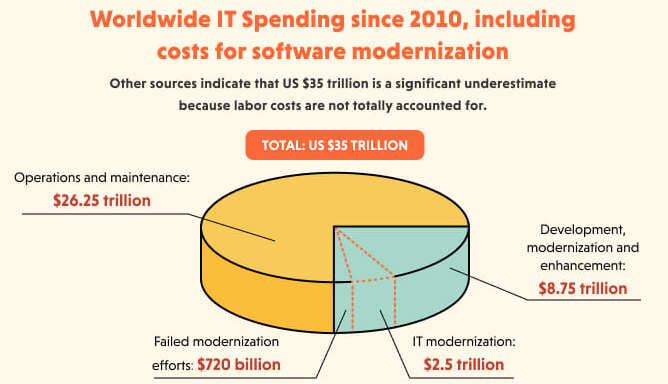 Worldwide IT Spending since 2010, including
costs for software modernization
Other sources indicate that US $35 trillion is a significant underestimate
because labor costs are not totally accounted for.
TOTAL: US $35 TRILLION
Operations and maintenance:
$26.25 trillion
Development,
modernization and
enhancement:
$8.75 trillion
Failed modernization
efforts: $720 billion
IT modernization:
$2.5 trillion